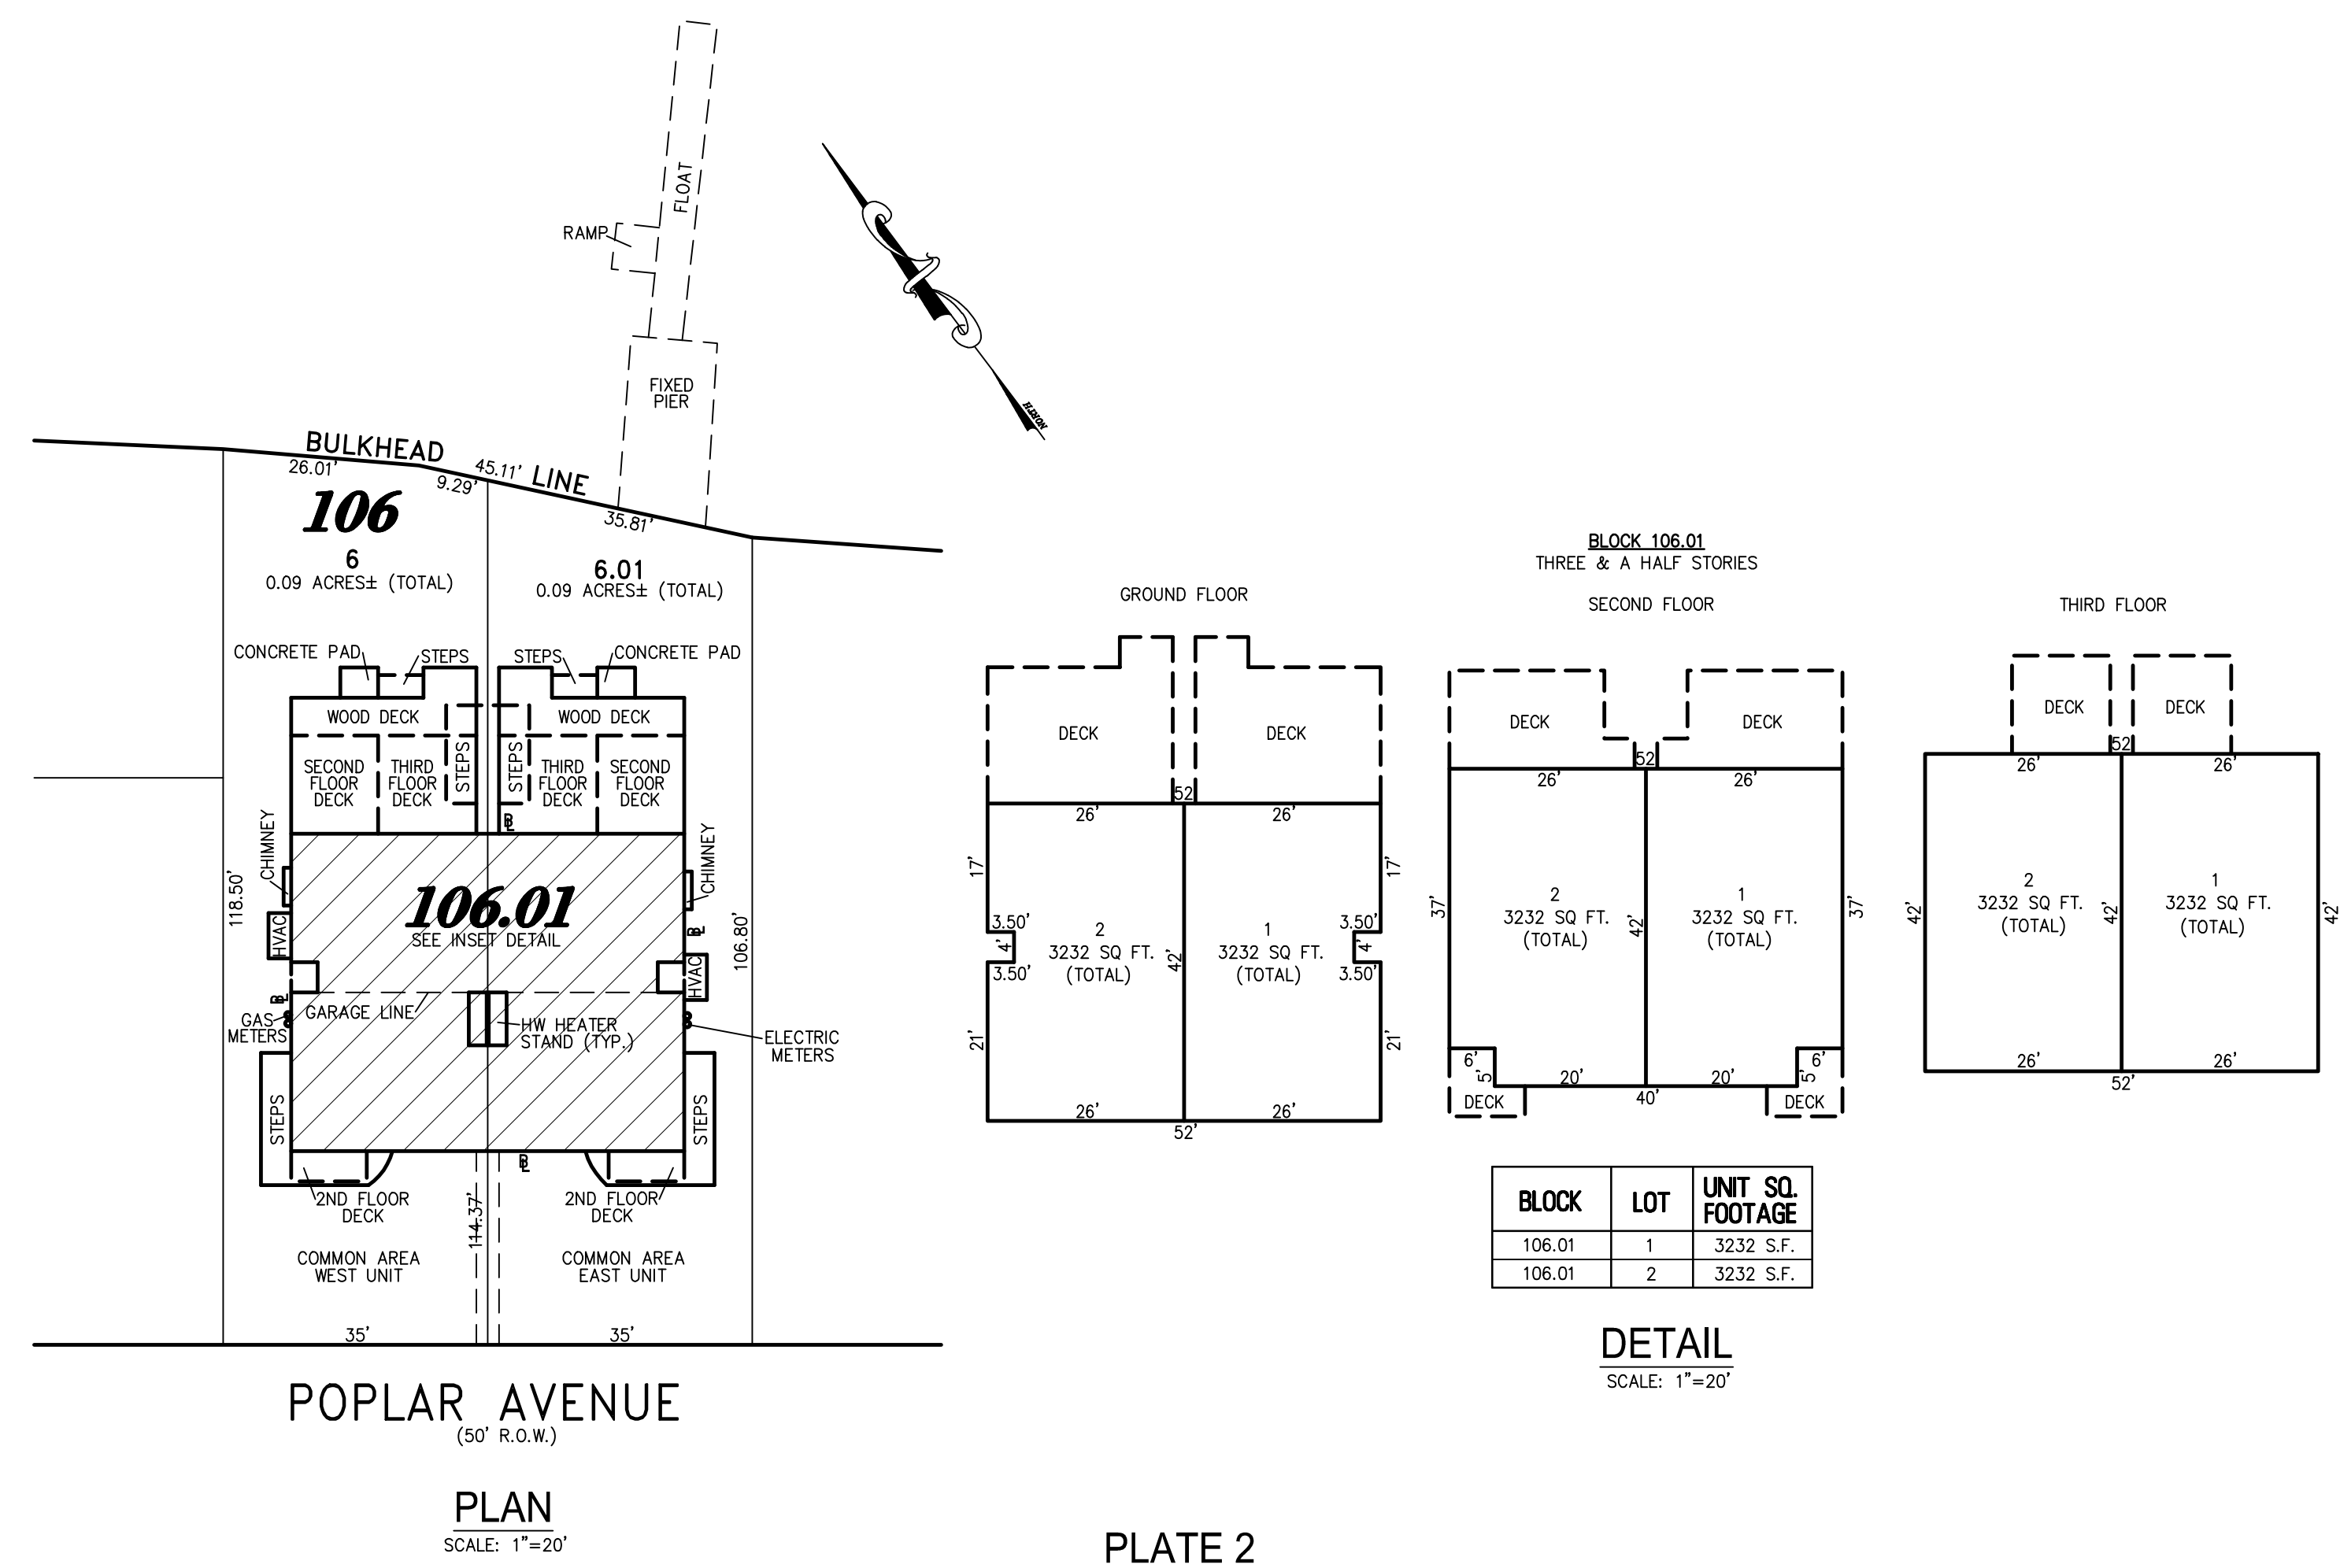 FLOAT
RAMP
FIXED
PIER
NORTH
BULKHEAD LINE
26.01'
45.11'
9.29'
35.81'
106
6
0.09 ACRES± (TOTAL)
6.01
0.09 ACRES± (TOTAL)
CONCRETE PAD
STEPS
STEPS
CONCRETE PAD
WOOD DECK
WOOD DECK
SECOND
FLOOR
DECK
THIRD
FLOOR
DECK
STEPS
STEPS
THIRD
FLOOR
DECK
SECOND
FLOOR
DECK
BL
CHIMNEY
CHIMNEY
118.50'
106.01
SEE INSET DETAIL
BL
106.80'
HVAC
HVAC
BL
GAS
METERS
GARAGE LINE
HW HEATER
STAND (TYP.)
ELECTRIC
METERS
STEPS
STEPS
BL
2ND FLOOR
DECK
114.37'
2ND FLOOR
DECK
COMMON AREA
WEST UNIT
COMMON AREA
EAST UNIT
35'
35'
POPLAR AVENUE
(50' R.O.W.)
PLAN
SCALE: 1"=20'
BLOCK 106.01
THREE & A HALF STORIES
GROUND FLOOR
DECK
DECK
52'
26'
26'
17'
17'
3.50'
4'
3.50'
2
3232 SQ FT.
(TOTAL)
42'
1
3232 SQ FT.
(TOTAL)
3.50'
4'
3.50'
21'
21'
26'
26'
52'
SECOND FLOOR
DECK
DECK
52'
26'
26'
37'
2
3232 SQ FT.
(TOTAL)
42'
1
3232 SQ FT.
(TOTAL)
37'
6'
5'
20'
20'
5'
6'
DECK
40'
DECK
THIRD FLOOR
DECK
DECK
52'
26'
26'
42'
2
3232 SQ FT.
(TOTAL)
42'
1
3232 SQ FT.
(TOTAL)
42'
26'
26'
52'
BLOCK LOT UNIT SQ.
FOOTAGE
106.01 1 3232 S.F.
106.01 2 3232 S.F.
DETAIL
SCALE: 1"=20'
PLATE 2